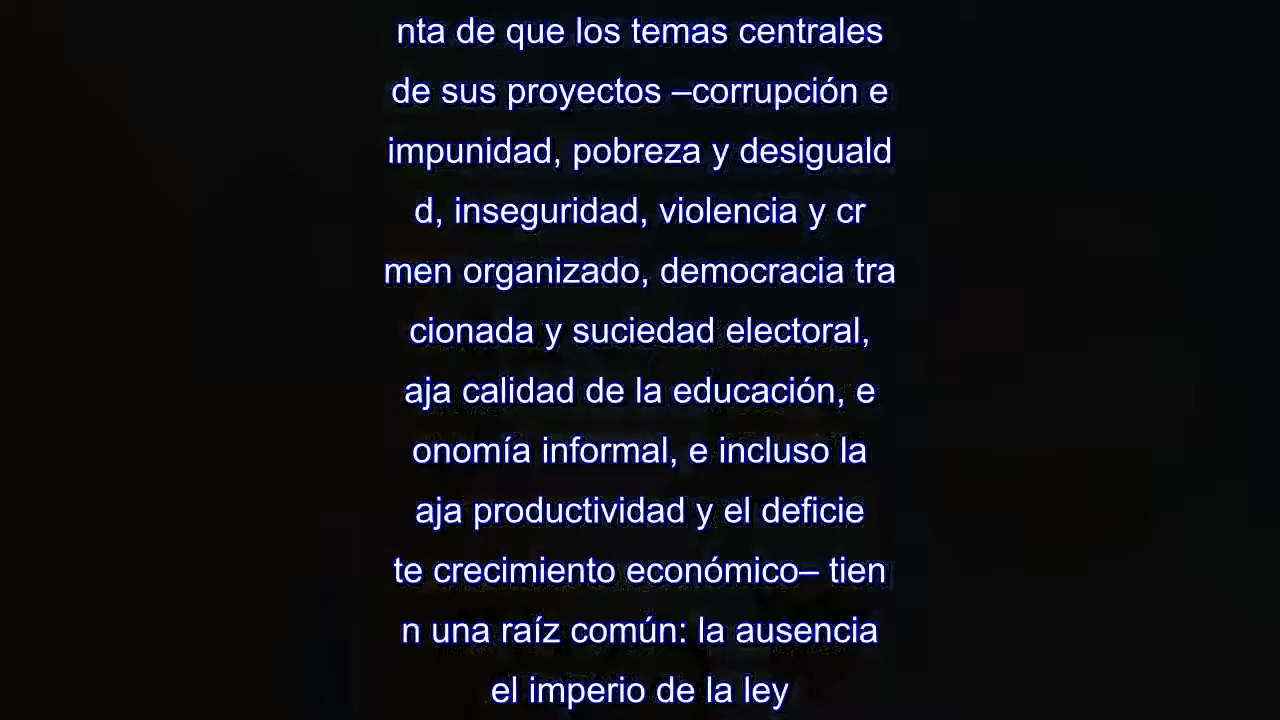 nta de que los temas centrales
de sus proyectos –corrupción e
impunidad, pobreza y desiguald
d, inseguridad, violencia y cr
men organizado, democracia tra
cionada y suciedad electoral,
aja calidad de la educación, e
onomía informal, e incluso la
aja productividad y el deficie
te crecimiento económico– tien
n una raíz común: la ausencia
el imperio de la ley